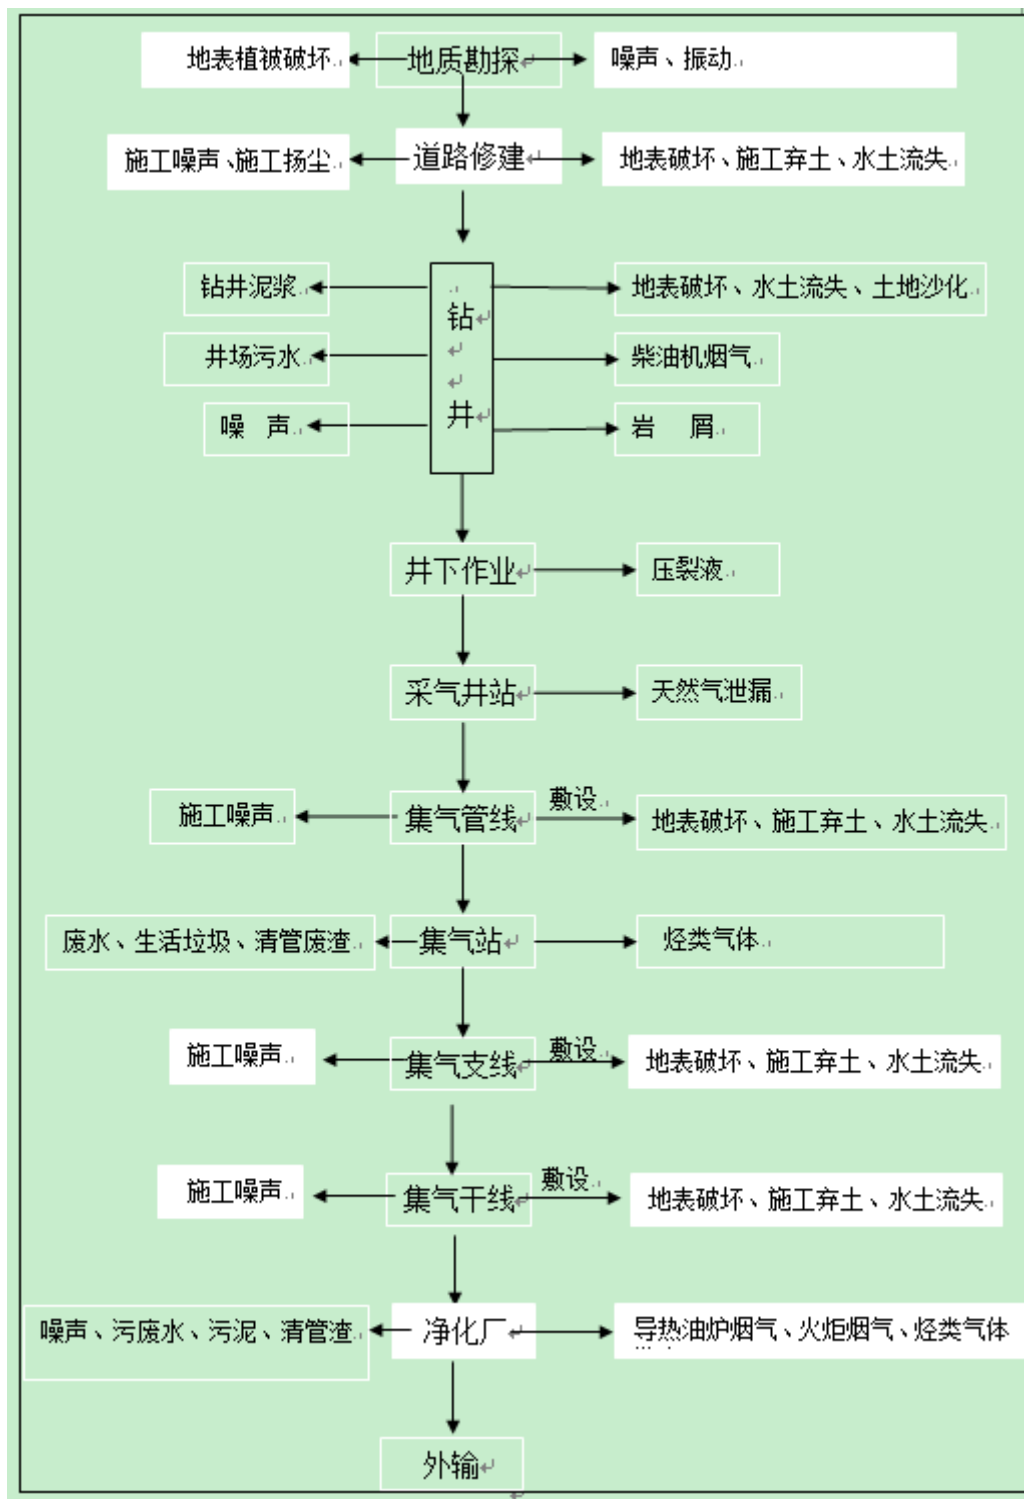 地表植被破坏 地质勘探 噪声、振动
施工噪声、施工扬尘 道路修建 地表破坏、施工弃土、水土流失
钻井泥浆 地表破坏、水土流失、土地沙化
钻
井场污水 柴油机烟气
井
噪 声 岩 屑
井下作业 压裂液
采气井站 天然气泄漏
敷设
施工噪声 集气管线 地表破坏、施工弃土、水土流失
废水、生活垃圾、清管废渣 集气站 烃类气体
敷设
施工噪声 集气支线 地表破坏、施工弃土、水土流失
敷设
施工噪声 集气干线 地表破坏、施工弃土、水土流失
噪声、污废水、污泥、清管渣 净化厂 导热油炉烟气、火炬烟气、烃类气体
外输